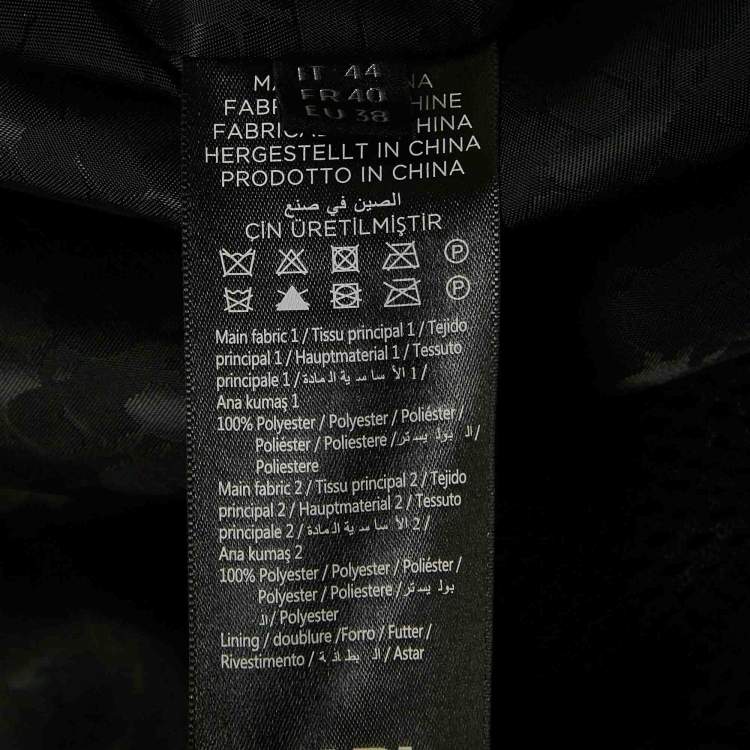 IT 44
FR 40
EU 38
HINE
HINA
HERGESTELLT IN CHINA
PRODOTTO IN CHINA
الصين في صنع
ÇİN ÜRETİLMİŞTİR
P
P
Main fabric 1 / Tissu principal 1 / Tejido
principal 1 / Hauptmaterial 1 / Tessuto
principale 1 / الأساسية المادة 1 /
Ana kumaş 1
100% Polyester / Polyester / Poliéster /
Poliéster / Poliestere / البوليستر /
Poliestere
Main fabric 2 / Tissu principal 2 / Tejido
principal 2 / Hauptmaterial 2 / Tessuto
principale 2 / الأساسية المادة 2 /
Ana kumaş 2
100% Polyester / Polyester / Poliéster /
Polyester / Poliestere / بوليستر
ال / Polyester
Lining / doublure /Forro / Futter /
Rivestimento / البطانة / Astar